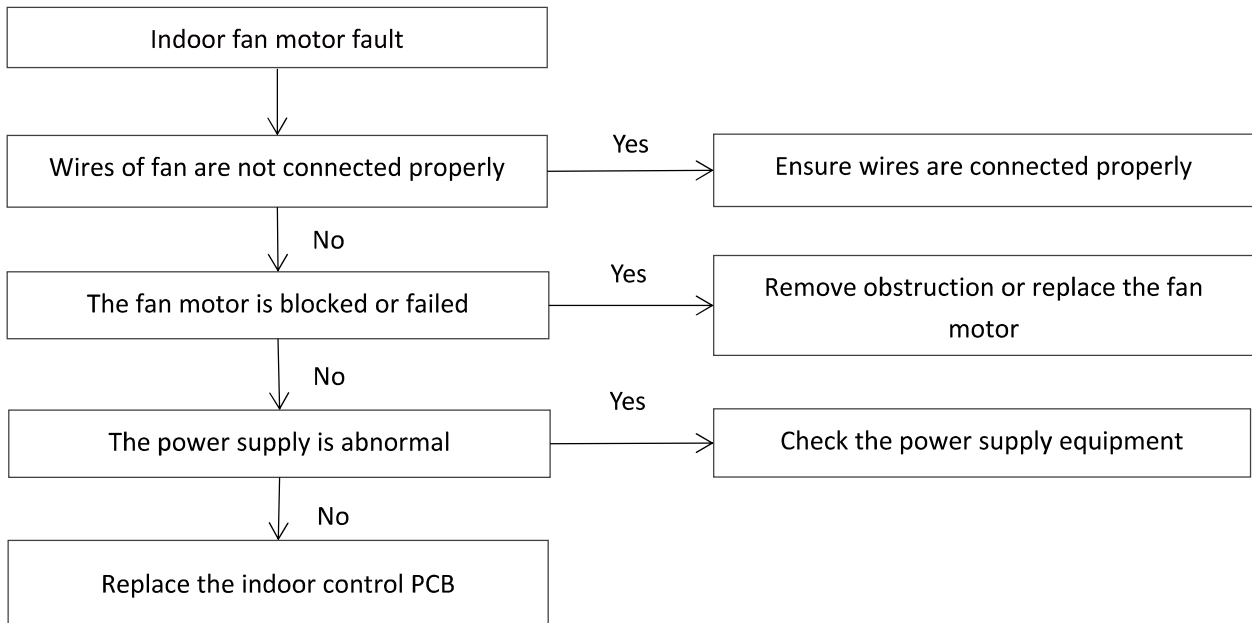 Indoor fan motor fault
Wires of fan are not connected properly
Yes
Ensure wires are connected properly
No
The fan motor is blocked or failed
Yes
Remove obstruction or replace the fan
motor
No
The power supply is abnormal
Yes
Check the power supply equipment
No
Replace the indoor control PCB